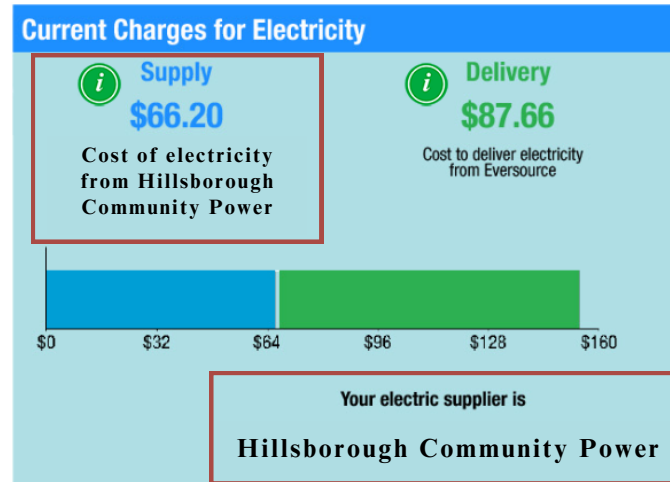 Current Charges for Electricity
i Supply
$66.20
Cost of electricity
from Hillsborough
Community Power
i Delivery
$87.66
Cost to deliver electricity
from Eversource
$0 $32 $64 $96 $128 $160
Your electric supplier is
Hillsborough Community Power